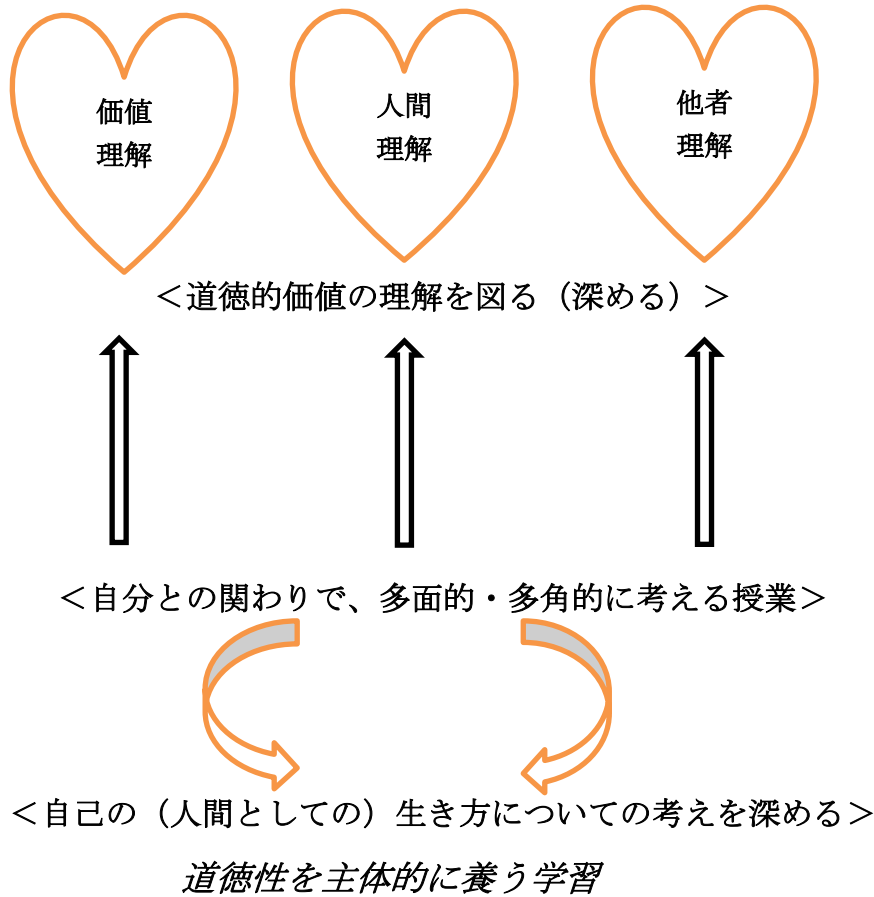 価値
理解
人間
理解
他者
理解
＜道徳的価値の理解を図る（深める）＞
＜自分との関わりで、多面的・多角的に考える授業＞
＜自己の（人間としての）生き方についての考えを深める＞
道徳性を主体的に養う学習